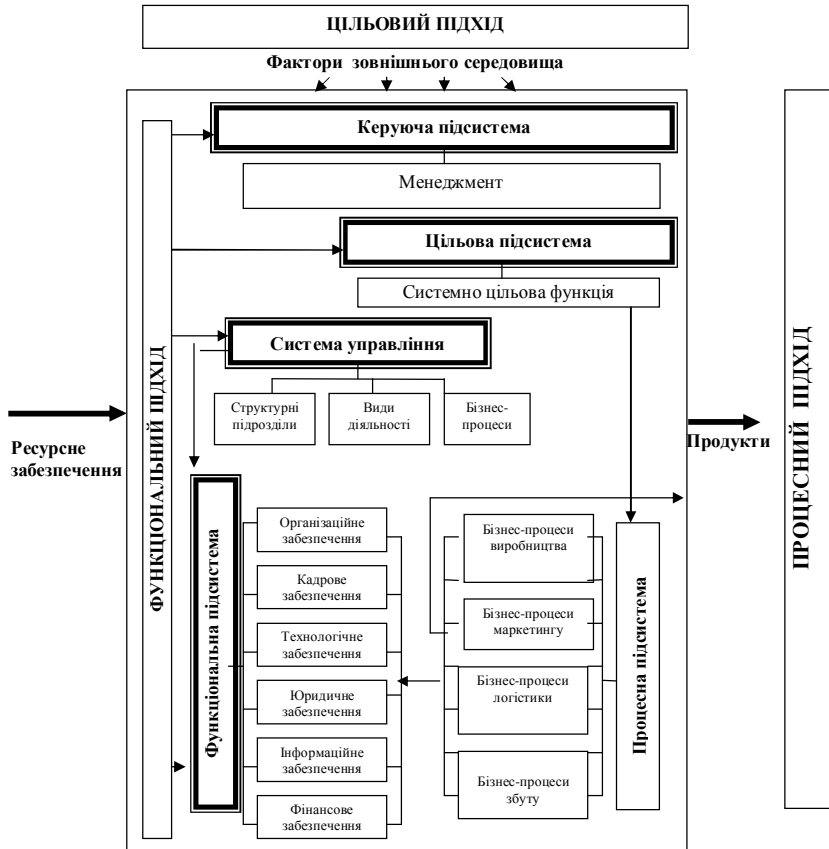 ЦІЛЬОВИЙ ПІДХІД
Фактори зовнішнього середовища
Керуюча підсистема
Менеджмент
Цільова підсистема
Системно цільова функція
Система управління
Структурні
підрозділи
Види
діяльності
Бізнес-
процеси
ФУНКЦІОНАЛЬНИЙ ПІДХІД
Ресурсне
забезпечення
Продукти
ПРОЦЕСНИЙ ПІДХІД
Функціональна підсистема
Організаційне
забезпечення
Кадрове
забезпечення
Технологічне
забезпечення
Юридичне
забезпечення
Інформаційне
забезпечення
Фінансове
забезпечення
Бізнес-процеси
виробництва
Бізнес-процеси
маркетингу
Бізнес-процеси
логістики
Бізнес-процеси
збуту
Процесна підсистема